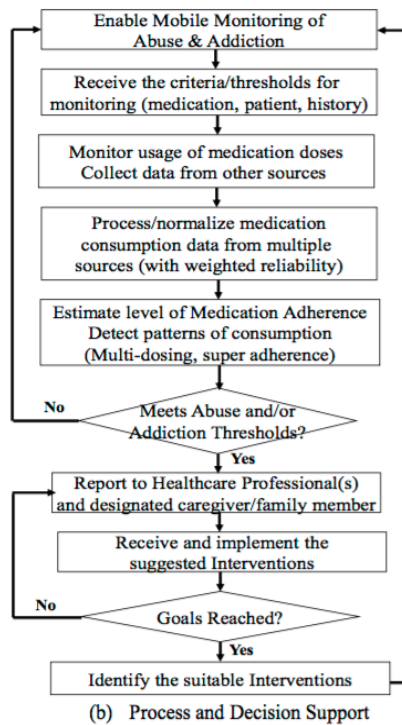 Enable Mobile Monitoring of
Abuse & Addiction
Receive the criteria/thresholds for
monitoring (medication, patient, history)
Monitor usage of medication doses
Collect data from other sources
Process/normalize medication
consumption data from multiple
sources (with weighted reliability)
Estimate level of Medication Adherence
Detect patterns of consumption
(Multi-dosing, super adherence)
No
Meets Abuse and/or
Addiction Thresholds?
Yes
Report to Healthcare Professional(s)
and designated caregiver/family member
Receive and implement the
suggested Interventions
No
Goals Reached?
Yes
Identify the suitable Interventions
(b) Process and Decision Support